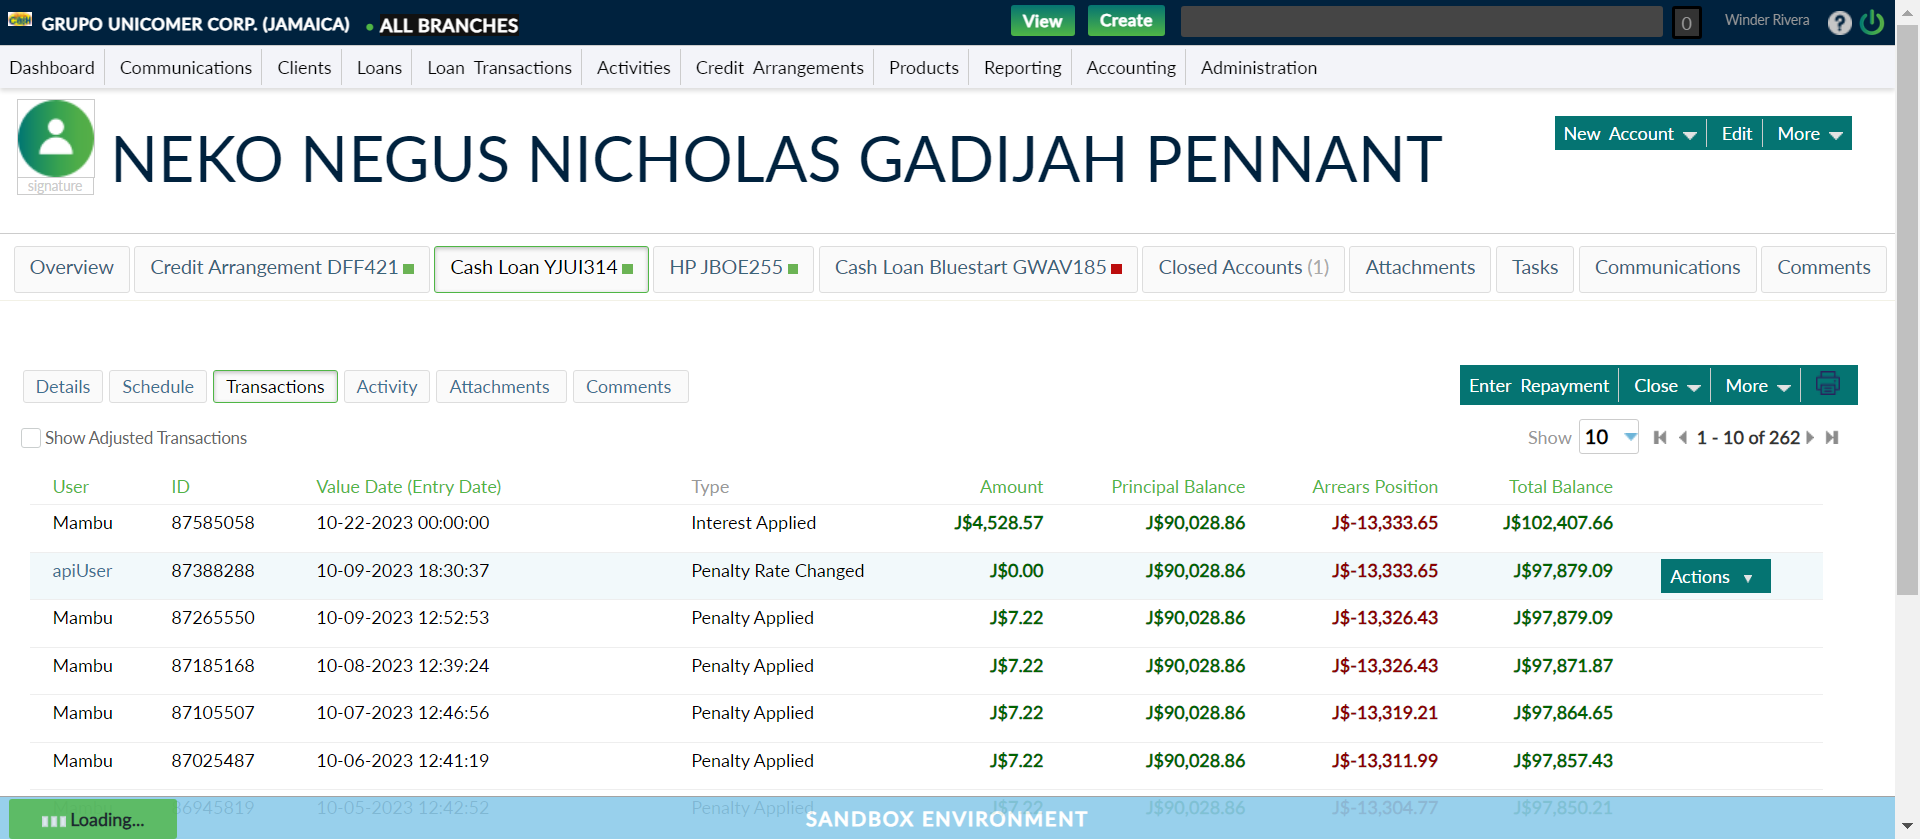 Cash GRUPO UNICOMER CORP. (JAMAICA) • ALL BRANCHES View Create 0 Winder Rivera ?
Dashboard Communications Clients Loans Loan Transactions Activities Credit Arrangements Products Reporting Accounting Administration
NEKO NEGUS NICHOLAS GADIJAH PENNANT
New Account Edit More
signature
Overview Credit Arrangement DFF421 Cash Loan YJUI314 HP JBOE255 Cash Loan Bluestart GWAV185 Closed Accounts (1) Attachments Tasks Communications Comments
Details Schedule Transactions Activity Attachments Comments Enter Repayment Close More
Show Adjusted Transactions Show 10 1 - 10 of 262
User ID Value Date (Entry Date) Type Amount Principal Balance Arrears Position Total Balance
Mambu 87585058 10-22-2023 00:00:00 Interest Applied J$4,528.57 J$90,028.86 J$-13,333.65 J$102,407.66
apiUser 87388288 10-09-2023 18:30:37 Penalty Rate Changed J$0.00 J$90,028.86 J$-13,333.65 J$97,879.09 Actions
Mambu 87265550 10-09-2023 12:52:53 Penalty Applied J$7.22 J$90,028.86 J$-13,326.43 J$97,879.09
Mambu 87185168 10-08-2023 12:39:24 Penalty Applied J$7.22 J$90,028.86 J$-13,326.43 J$97,871.87
Mambu 87105507 10-07-2023 12:46:56 Penalty Applied J$7.22 J$90,028.86 J$-13,319.21 J$97,864.65
Mambu 87025487 10-06-2023 12:41:19 Penalty Applied J$7.22 J$90,028.86 J$-13,311.99 J$97,857.43
Mambu 86945819 10-05-2023 12:42:52 Penalty Applied J$7.22 J$90,028.86 J$-13,304.77 J$97,850.21
Loading... SANDBOX ENVIRONMENT